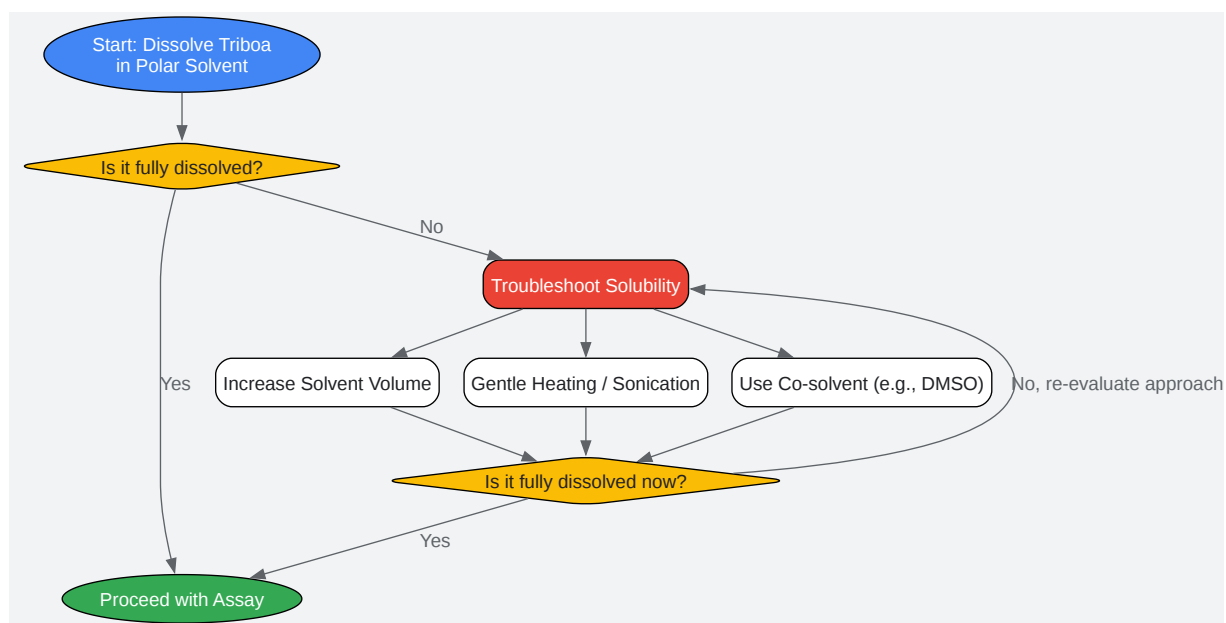 Start: Dissolve Triboa
in Polar Solvent
Is it fully dissolved?
No
Troubleshoot Solubility
Yes
Increase Solvent Volume
Gentle Heating / Sonication
Use Co-solvent (e.g., DMSO)
No, re-evaluate approach
Is it fully dissolved now?
Yes
Proceed with Assay